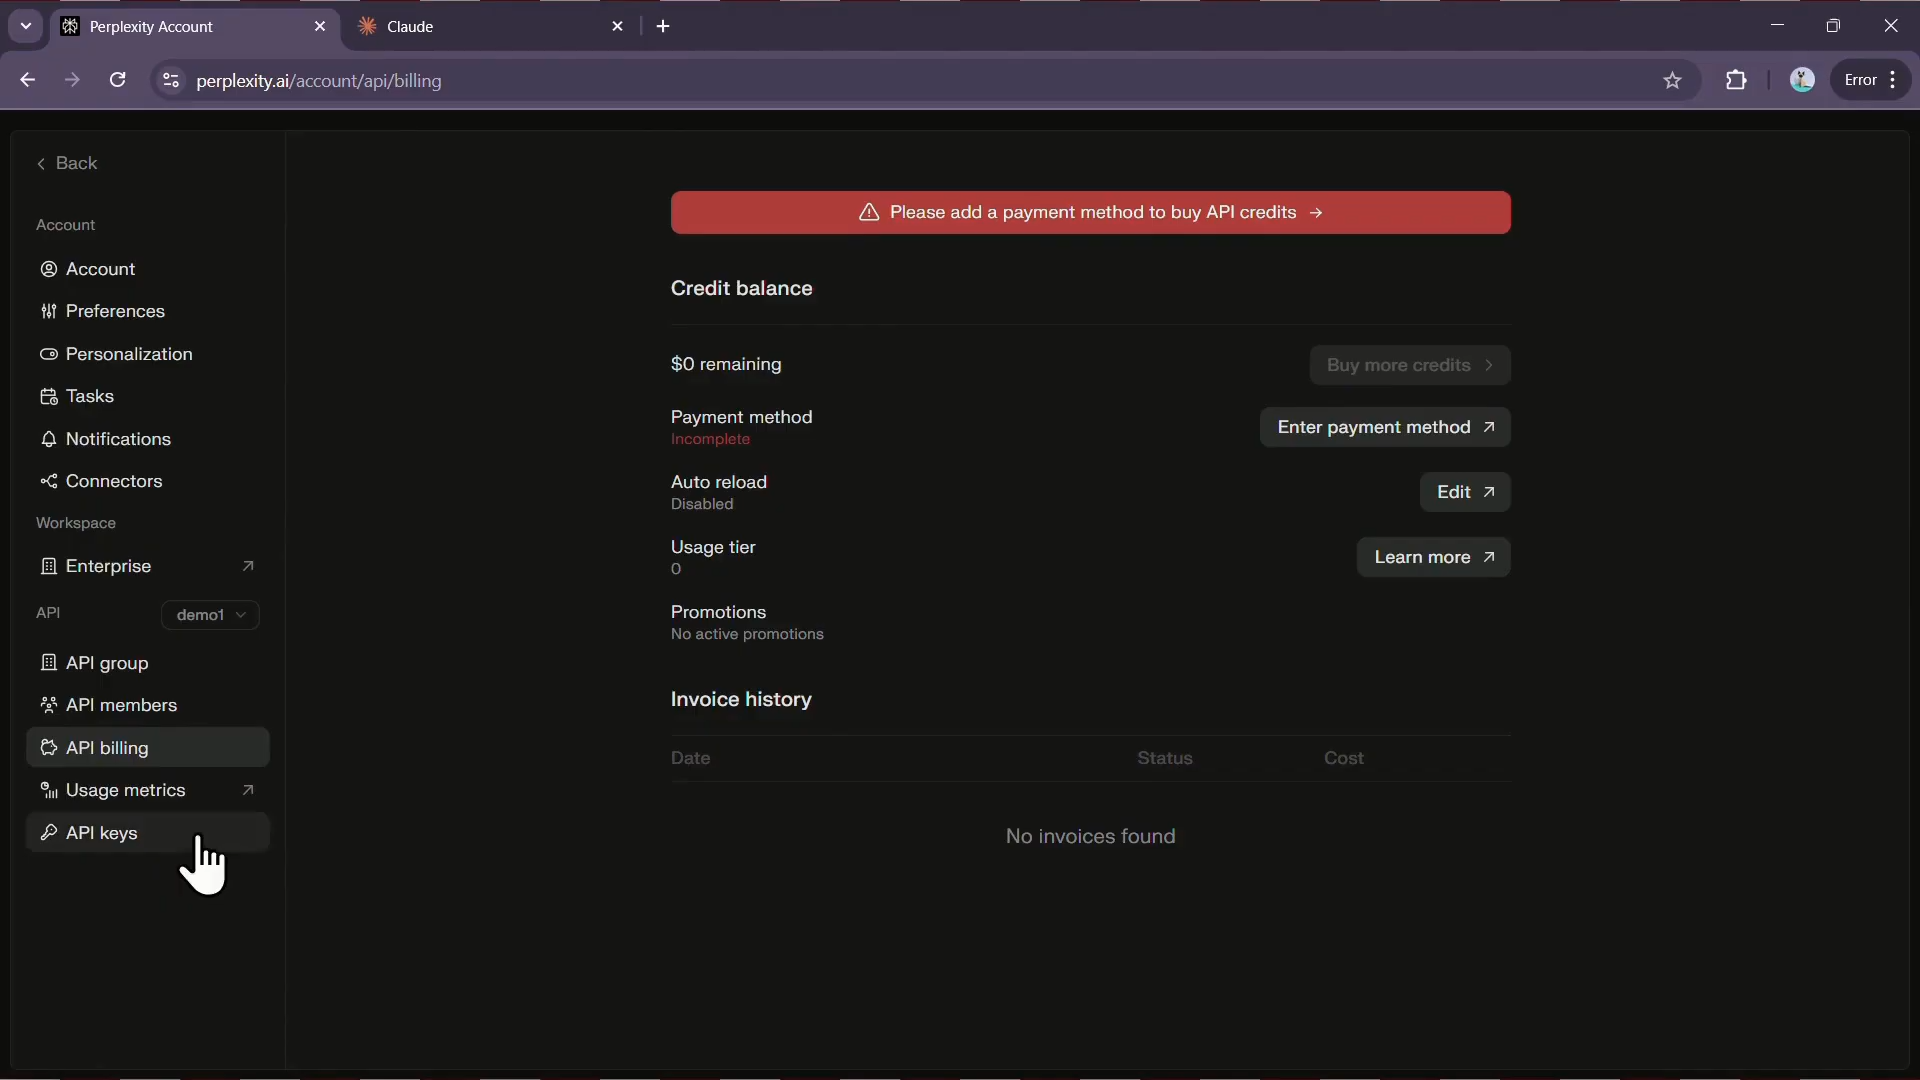 Perplexity Account
Claude
perplexity.ai/account/api/billing
Error
Back
Account
Account
Preferences
Personalization
Tasks
Notifications
Connectors
Workspace
Enterprise
API
demo1
API group
API members
API billing
Usage metrics
API keys
Please add a payment method to buy API credits →
Credit balance
$0 remaining
Buy more credits
Payment method
Incomplete
Enter payment method
Auto reload
Disabled
Edit
Usage tier
0
Learn more
Promotions
No active promotions
Invoice history
Date Status Cost
No invoices found